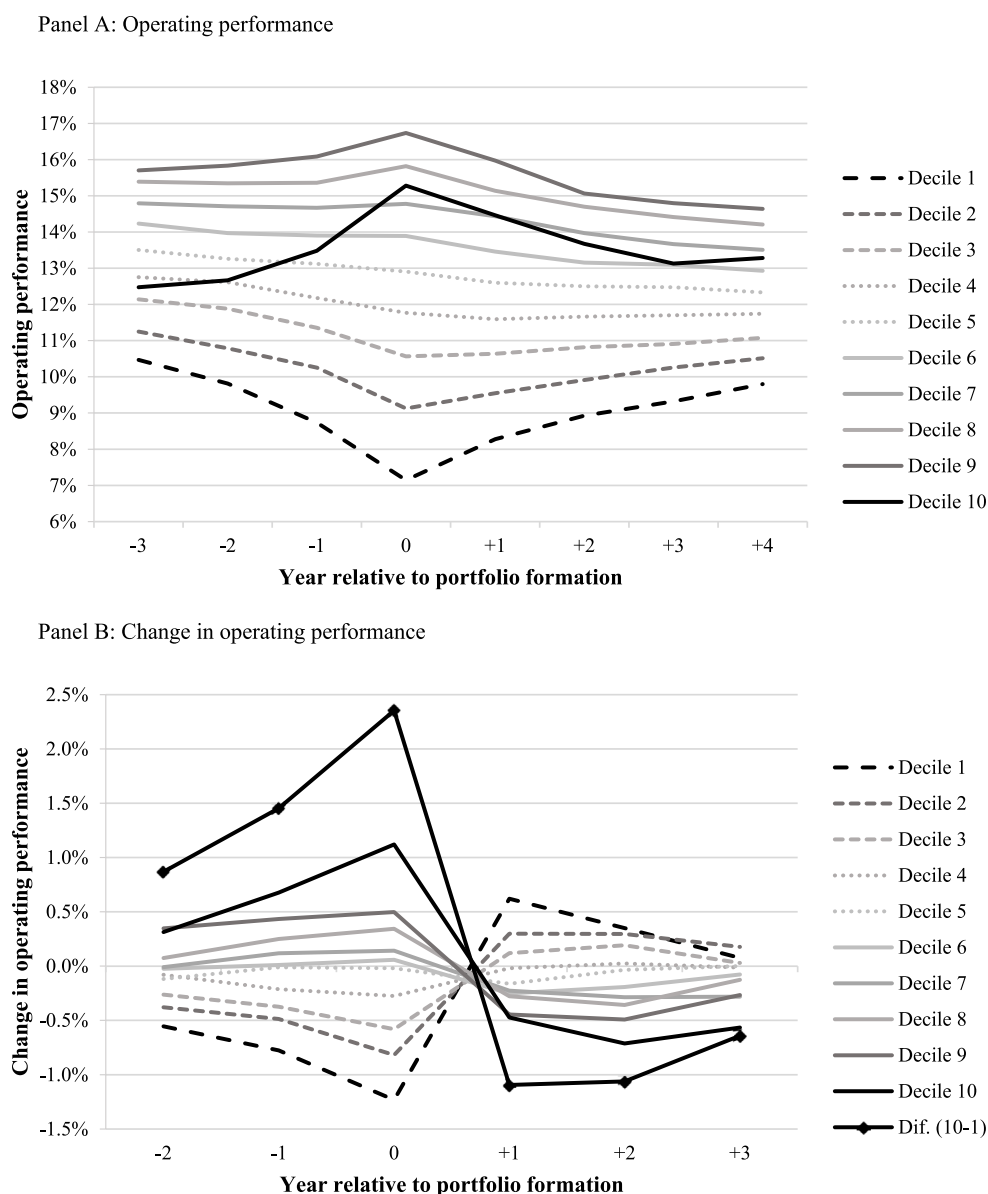 Panel A: Operating performance
18%
17%
16%
15%
14%
13%
12%
11%
10%
9%
8%
7%
6%
Operating performance
-3 -2 -1 0 +1 +2 +3 +4
Year relative to portfolio formation
Decile 1
Decile 2
Decile 3
Decile 4
Decile 5
Decile 6
Decile 7
Decile 8
Decile 9
Decile 10
Panel B: Change in operating performance
2.5%
2.0%
1.5%
1.0%
0.5%
0.0%
-0.5%
-1.0%
-1.5%
Change in operating performance
-2 -1 0 +1 +2 +3
Year relative to portfolio formation
Decile 1
Decile 2
Decile 3
Decile 4
Decile 5
Decile 6
Decile 7
Decile 8
Decile 9
Decile 10
Dif. (10-1)